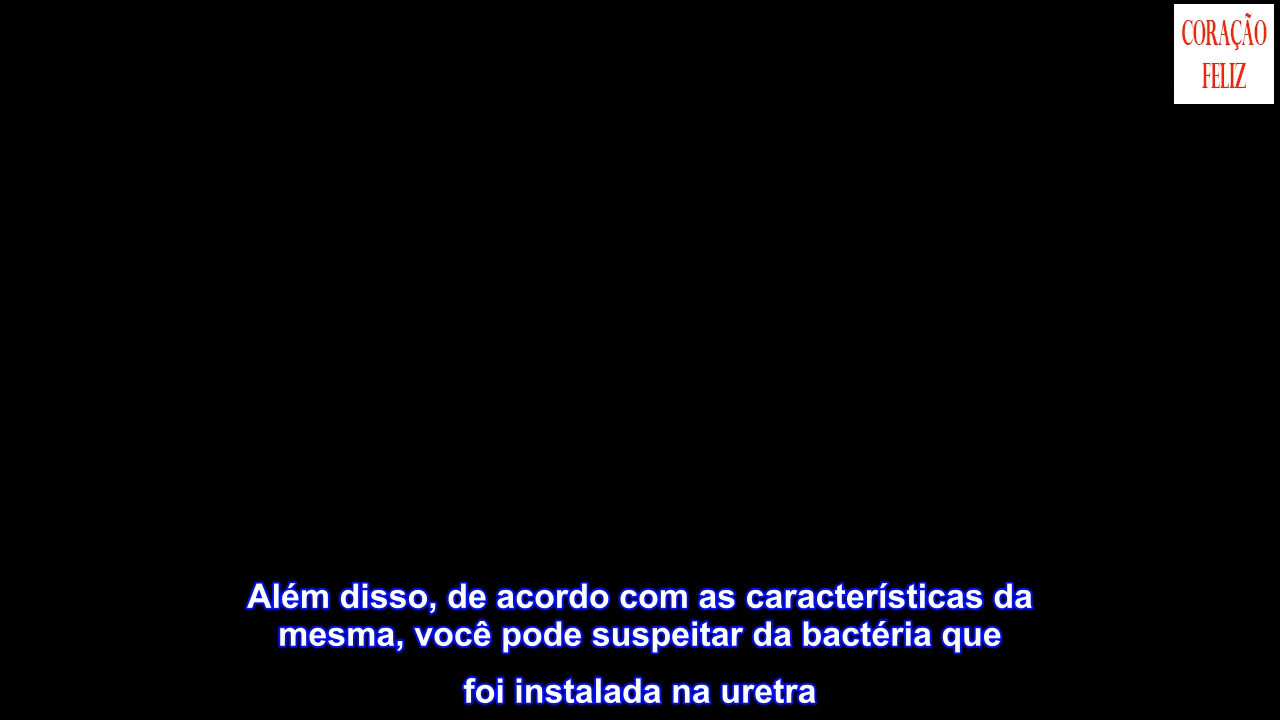 CORAÇÃO
FELIZ
Além disso, de acordo com as características da
mesma, você pode suspeitar da bactéria que
foi instalada na uretra